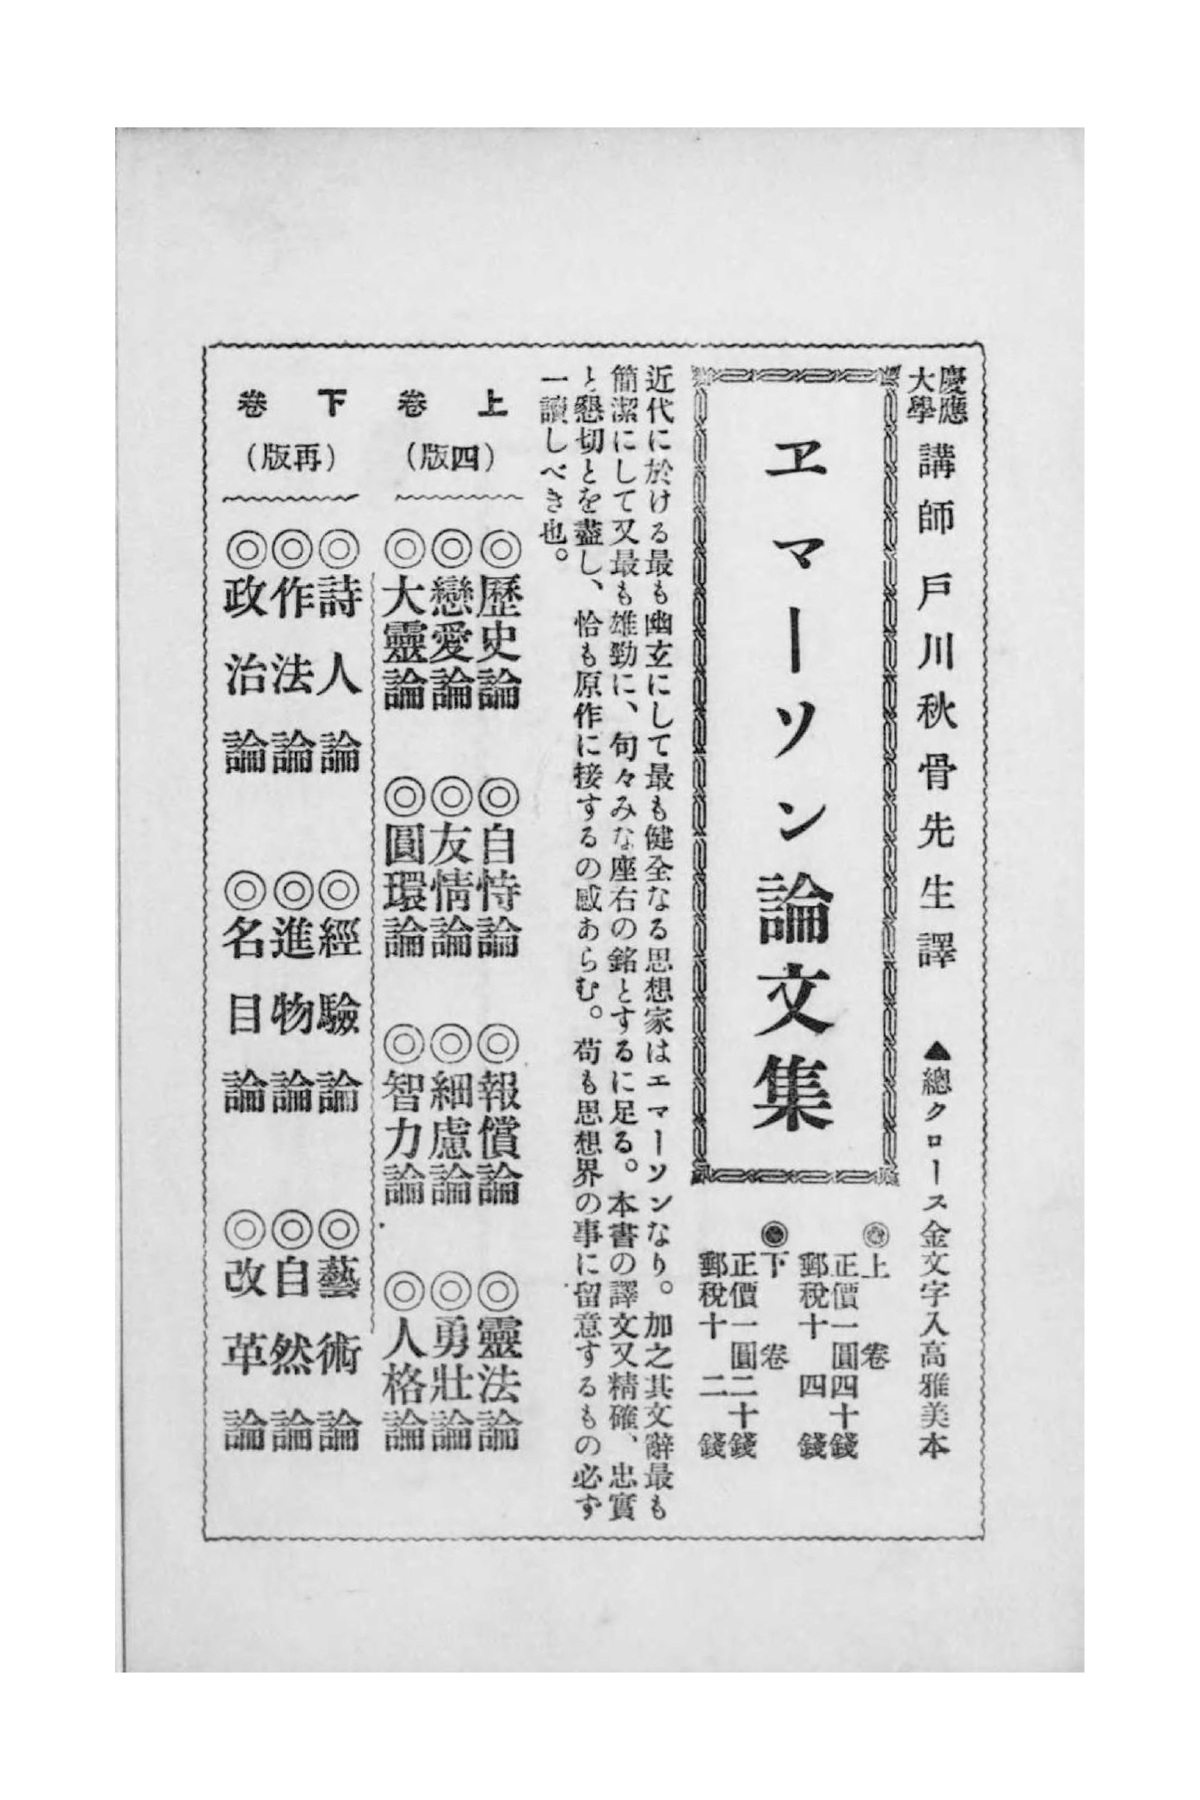 慶應大學講師 戸川秋骨先生譯 ▲總クロース金文字入高雅美本
ヱマーソン論文集
◉上卷
正價一圓四十錢
郵税十四錢
◉下卷
正價一圓二十錢
郵税十二錢
近代に於ける最も幽玄にして最も健全なる思想家はエマーソンなり。加之其文辭最も
簡潔にして又最も雄勁に、句々みな座右の銘とするに足る。本書の譯文又精確、忠實
と懇切とを盡し、恰も原作に接するの感あらむ。苟も思想界の事に留意するもの必ず
一讀しべき也。
上卷
(四版)
◎歷史論 ◎自恃論 ◎報償論 ◎靈法論
◎戀愛論 ◎友情論 ◎細慮論 ◎勇壯論
◎大靈論 ◎圓環論 ◎智力論 ◎人格論
下卷
(再版)
◎詩人論 ◎經驗論 ◎藝術論
◎作法論 ◎進物論 ◎自然論
◎政治論 ◎名目論 ◎改革論